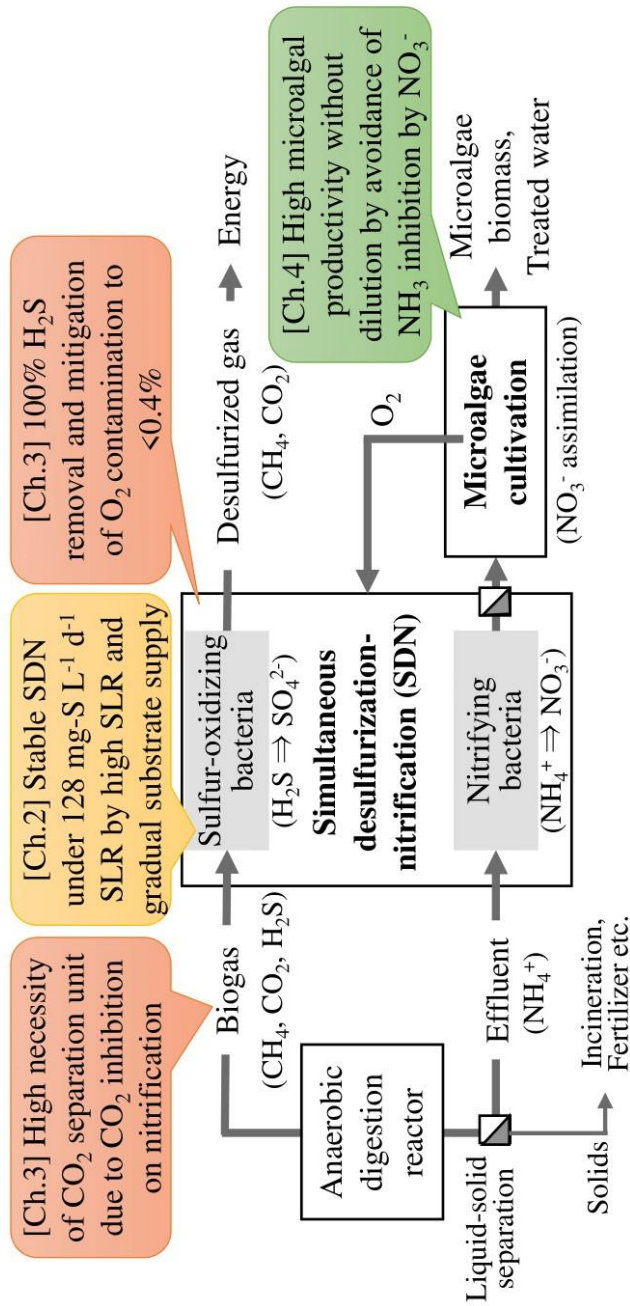 [Ch.3] High necessity
of CO₂ separation unit
due to CO₂ inhibition
on nitrification
[Ch.2] Stable SDN
under 128 mg-S L⁻¹ d⁻¹
SLR by high SLR and
gradual substrate supply
[Ch.3] 100% H₂S
removal and mitigation
of O₂ contamination to
<0.4%
Biogas
(CH₄, CO₂, H₂S)
Sulfur-oxidizing
bacteria
(H₂S ⇒ SO₄²⁻)
Desulfurized gas
(CH₄, CO₂)
Energy
Anaerobic
digestion
reactor
Simultaneous
desulfurization-
nitrification (SDN)
O₂
[Ch.4] High microalgal
productivity without
dilution by avoidance of
NH₃ inhibition by NO₃⁻
Liquid-solid
separation
Effluent
(NH₄⁺)
Nitrifying
bacteria
(NH₄⁺ ⇒ NO₃⁻)
Microalgae
cultivation
(NO₃⁻ assimilation)
Microalgae
biomass,
Treated water
Solids
Incineration,
Fertilizer etc.